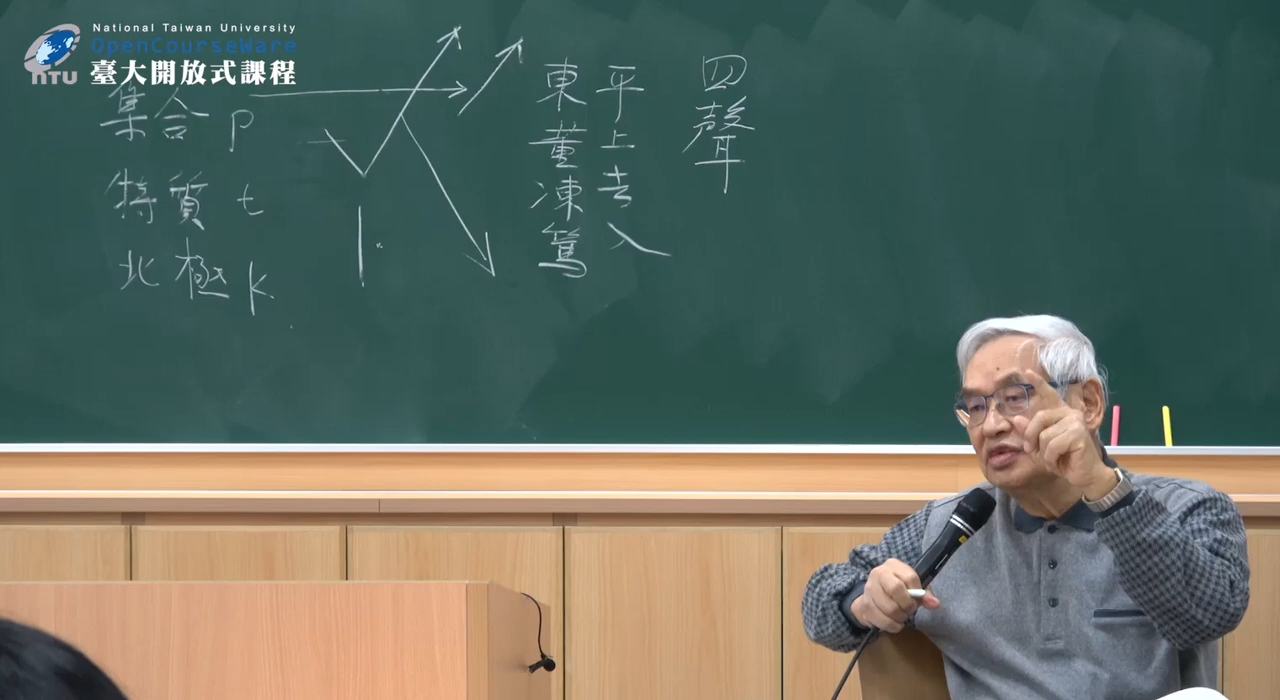 National Taiwan University
OpenCourseWare
NTU
臺大開放式課程
四聲
平上去入
東董凍篤
集合 p
特質 t
北極 k